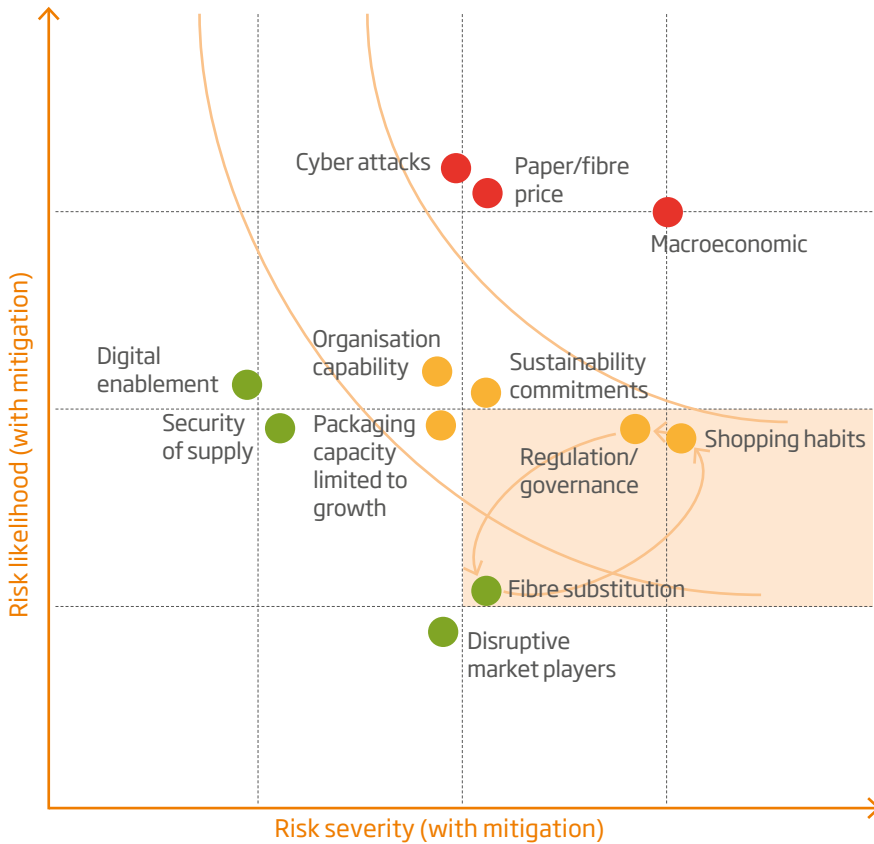 Cyber attacks
Paper/fibre
price
Macroeconomic
Organisation
capability
Sustainability
commitments
Digital
enablement
Security
of supply
Packaging
capacity
limited to
growth
Regulation/
governance
Shopping habits
Fibre substitution
Disruptive
market players
Risk likelihood (with mitigation)
Risk severity (with mitigation)